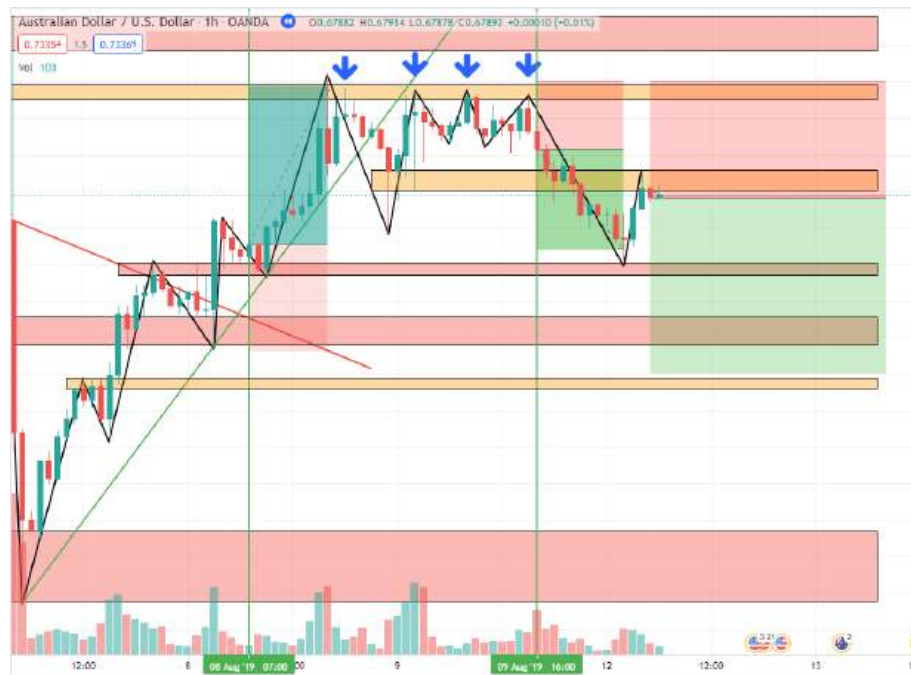 Australian Dollar / U.S. Dollar · 1h · OANDA O0.67882 H0.67914 L0.67878 C0.67892 +0.00010 (+0.01%)
0.73354 1.5 0.73369
Vol 103
12:00 8 08 Aug '19 07:00 9 09 Aug '19 16:00 12 12:00 13